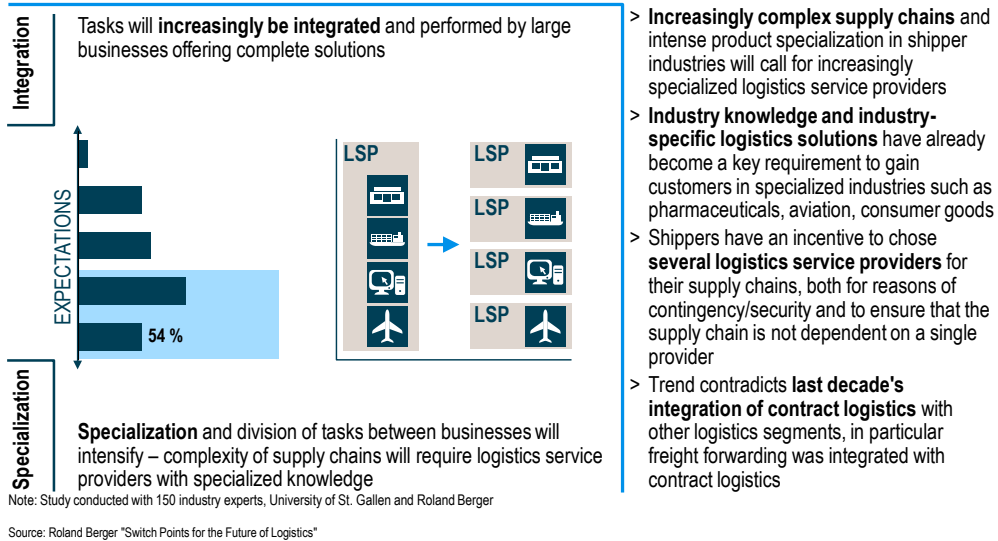 Integration
Tasks will increasingly be integrated and performed by large
businesses offering complete solutions
EXPECTATIONS
54 %
LSP
LSP
LSP
LSP
LSP
Specialization
Specialization and division of tasks between businesses will
intensify – complexity of supply chains will require logistics service
providers with specialized knowledge
> Increasingly complex supply chains and
intense product specialization in shipper
industries will call for increasingly
specialized logistics service providers
> Industry knowledge and industry-
specific logistics solutions have already
become a key requirement to gain
customers in specialized industries such as
pharmaceuticals, aviation, consumer goods
> Shippers have an incentive to chose
several logistics service providers for
their supply chains, both for reasons of
contingency/security and to ensure that the
supply chain is not dependent on a single
provider
> Trend contradicts last decade's
integration of contract logistics with
other logistics segments, in particular
freight forwarding was integrated with
contract logistics
Note: Study conducted with 150 industry experts, University of St. Gallen and Roland Berger
Source: Roland Berger "Switch Points for the Future of Logistics"